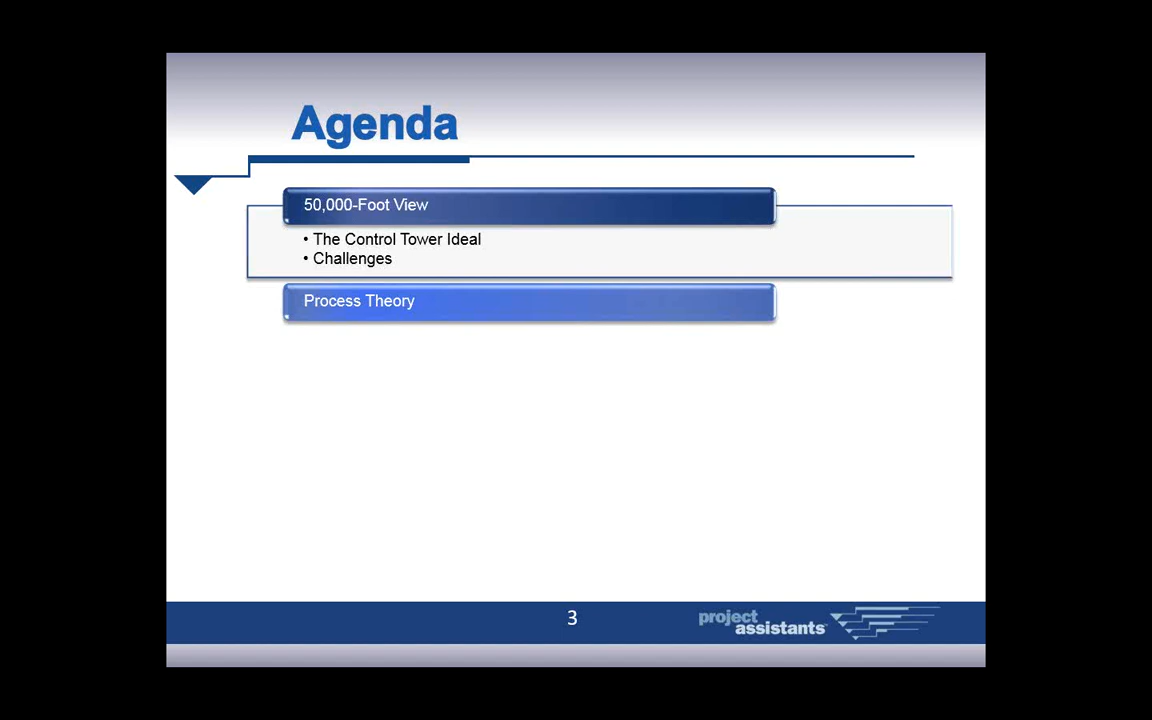 Agenda
50,000-Foot View
• The Control Tower Ideal
• Challenges
Process Theory
3
project
assistants